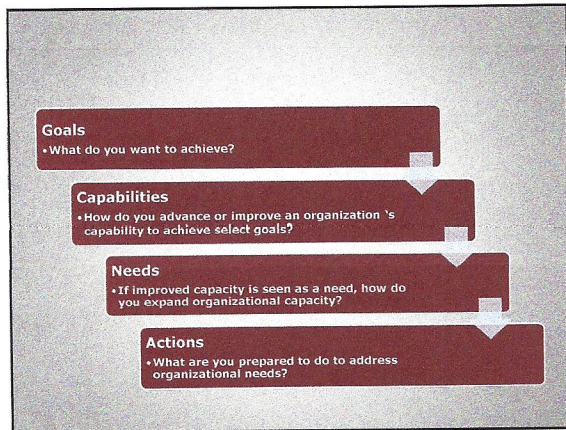 Goals
• What do you want to achieve?
Capabilities
• How do you advance or improve an organization 's
capability to achieve select goals?
Needs
• If improved capacity is seen as a need, how do
you expand organizational capacity?
Actions
• What are you prepared to do to address
organizational needs?